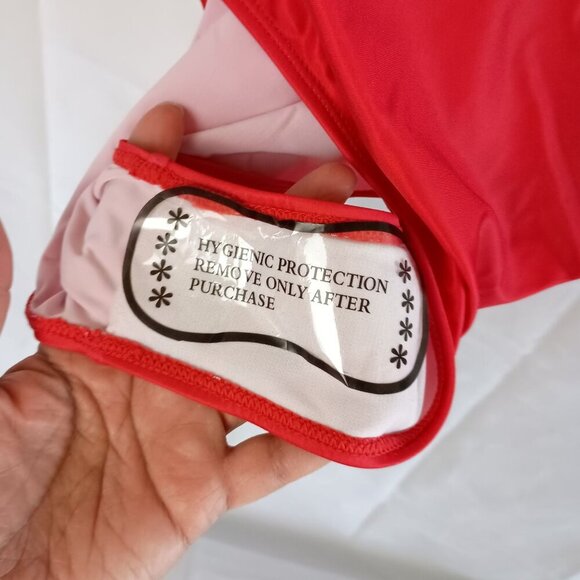 HYGIENIC PROTECTION
REMOVE ONLY AFTER
PURCHASE